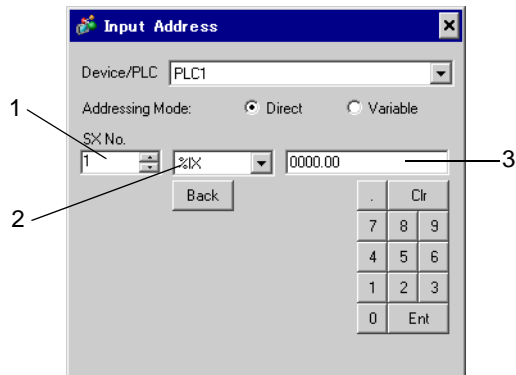 Input Address
Device/PLC PLC1
Addressing Mode: Direct Variable
SX No.
1 1 %IX 0000.00 3
2 Back . Clr
7 8 9
4 5 6
1 2 3
0 Ent